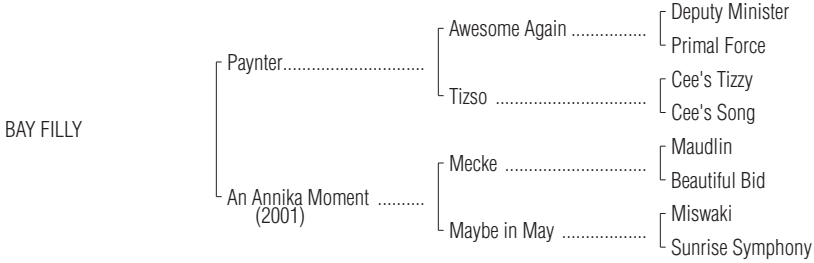 Deputy Minister
Awesome Again ................
Primal Force
Paynter.............................
Cee's Tizzy
Tizso ...............................
Cee's Song
BAY FILLY
Maudlin
Mecke .............................
Beautiful Bid
An Annika Moment ..........
(2001)
Miswaki
Maybe in May .................
Sunrise Symphony